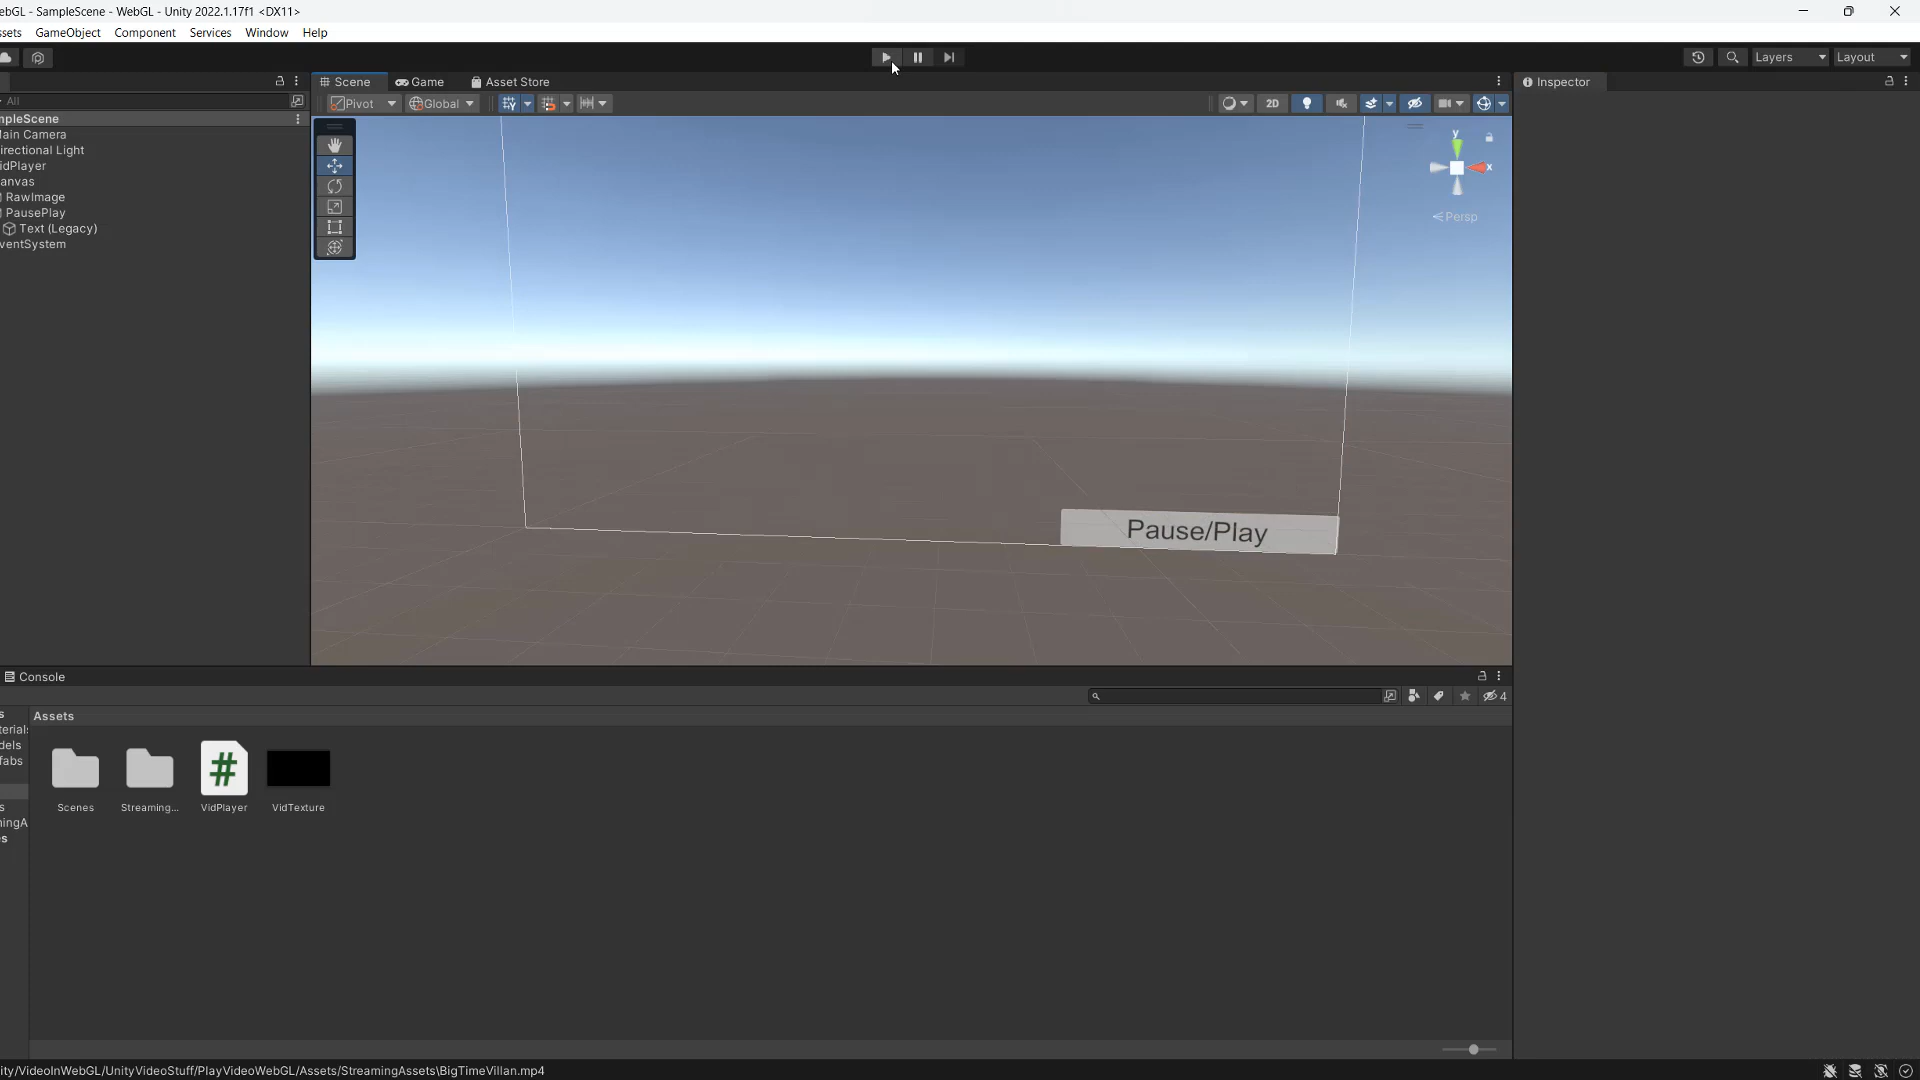 ebGL - SampleScene - WebGL - Unity 2022.1.17f1 <DX11>
ssets GameObject Component Services Window Help
Layers Layout
Scene Game Asset Store Inspector
Pivot Global 2D
All
mpleScene
ain Camera
irectional Light
idPlayer
anvas
RawImage
PausePlay
Text (Legacy)
ventSystem
y
x
Persp
Pause/Play
Console
4
s
Assets
terials
dels
fabs
s
ningA
es
Scenes Streaming... VidPlayer VidTexture
ity/VideoInWebGL/UnityVideoStuff/PlayVideoWebGL/Assets/StreamingAssets\BigTimeVillan.mp4